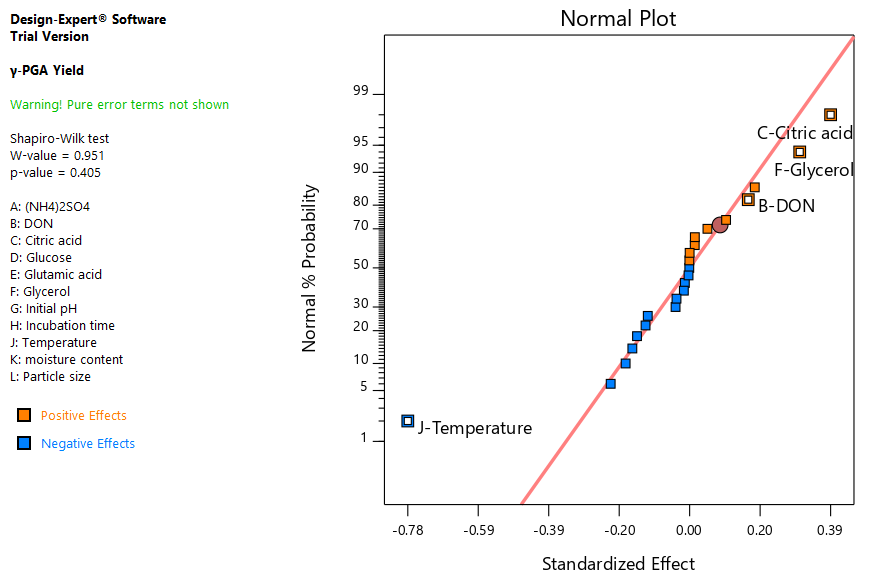 Design-Expert® Software
Trial Version
γ-PGA Yield
Warning! Pure error terms not shown
Shapiro-Wilk test
W-value = 0.951
p-value = 0.405
A: (NH4)2SO4
B: DON
C: Citric acid
D: Glucose
E: Glutamic acid
F: Glycerol
G: Initial pH
H: Incubation time
J: Temperature
K: moisture content
L: Particle size
Positive Effects
Negative Effects
Normal Plot
Normal % Probability
99
95
90
80
70
50
30
20
10
5
1
C-Citric acid
F-Glycerol
B-DON
J-Temperature
-0.78
-0.59
-0.39
-0.20
0.00
0.20
0.39
Standardized Effect